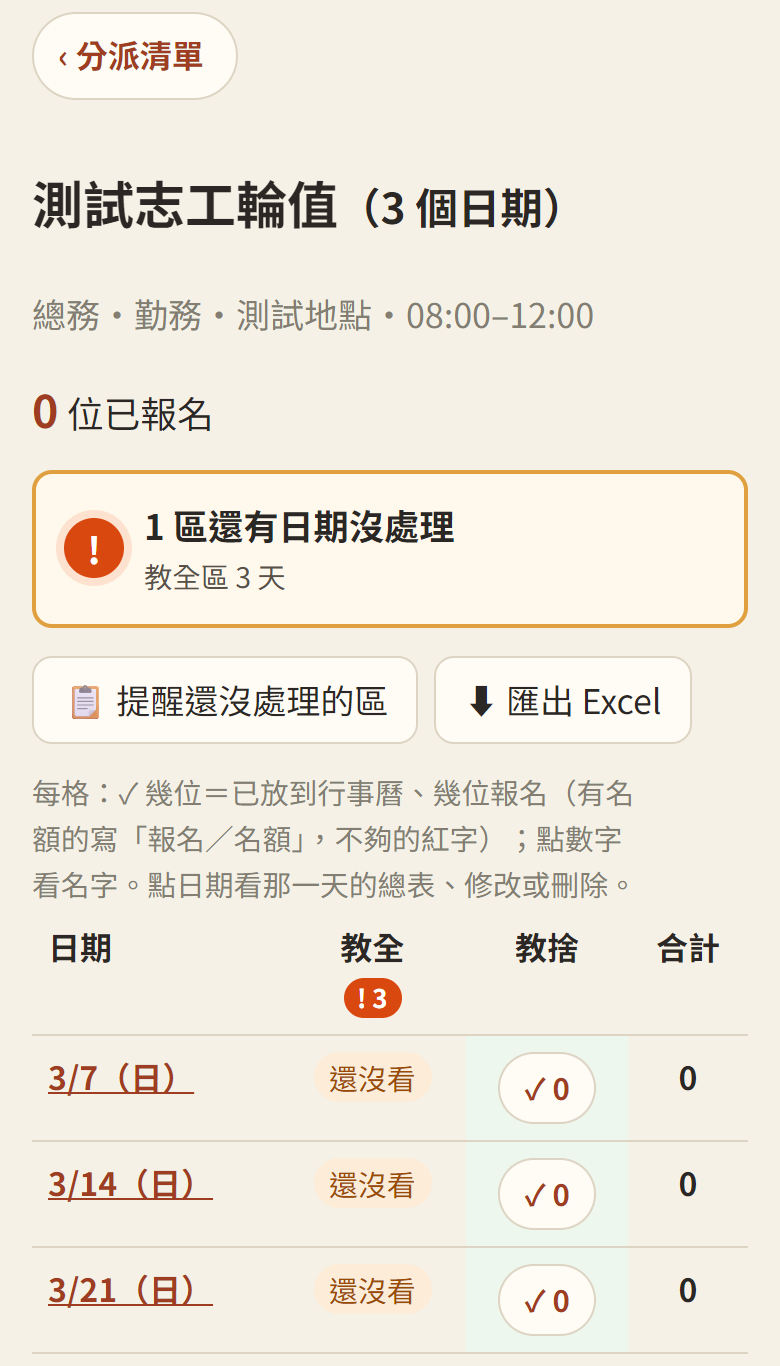 ‹ 分派清單
測試志工輪值（3 個日期）
總務・勤務・測試地點・08:00–12:00
0 位已報名
! 1 區還有日期沒處理
教全區 3 天
📋 提醒還沒處理的區 ⬇ 匯出 Excel
每格：✓ 幾位＝已放到行事曆、幾位報名（有名
額的寫「報名／名額」，不夠的紅字）；點數字
看名字。點日期看那一天的總表、修改或刪除。
日期 教全 教捨 合計
! 3
3/7（日） 還沒看 ✓ 0 0
3/14（日） 還沒看 ✓ 0 0
3/21（日） 還沒看 ✓ 0 0